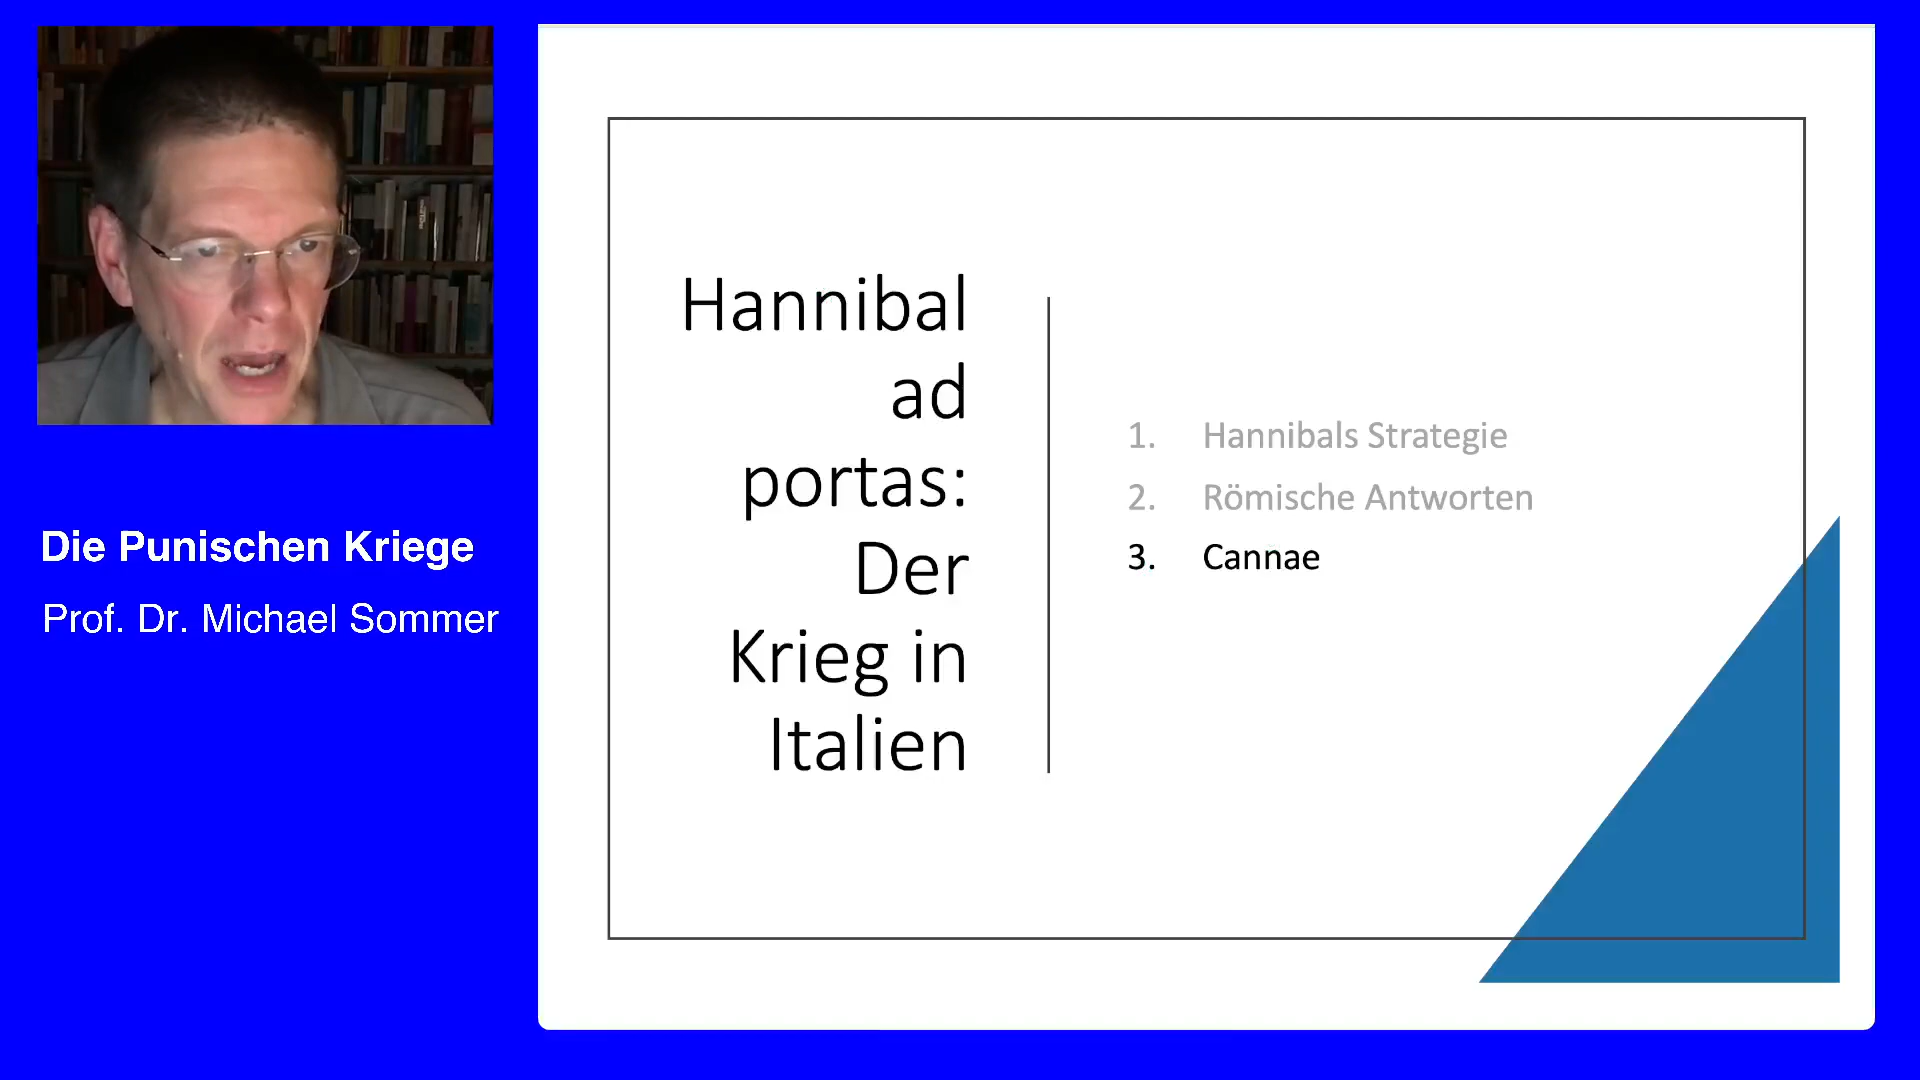 Die Punischen Kriege
Prof. Dr. Michael Sommer
Hannibal
ad
portas:
Der
Krieg in
Italien
1. Hannibals Strategie
2. Römische Antworten
3. Cannae